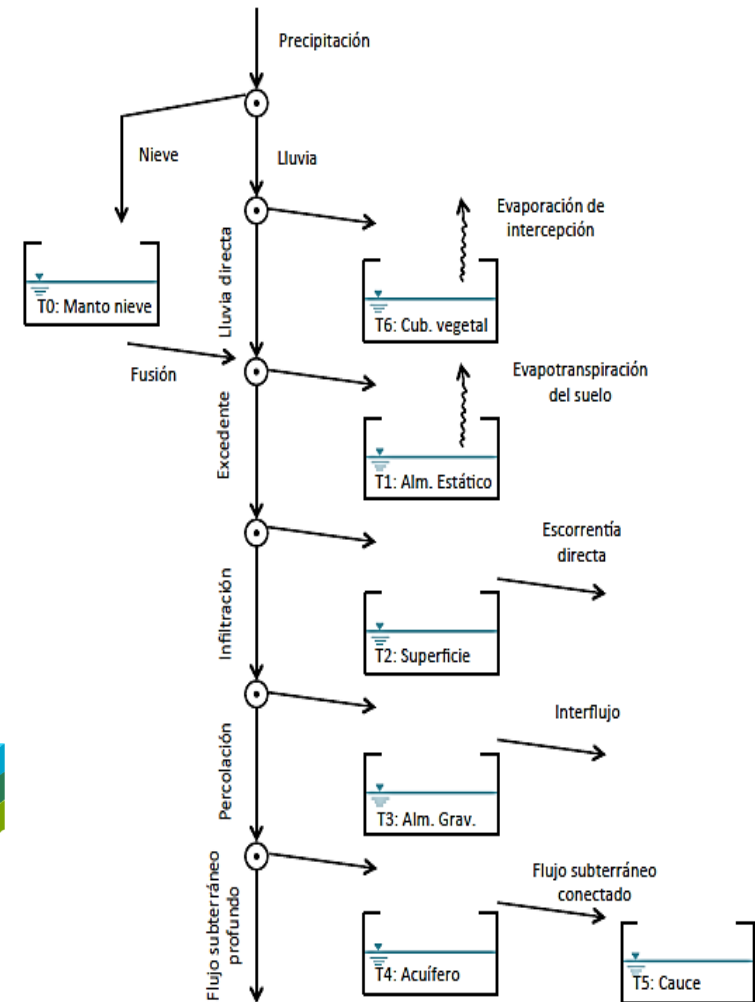 Precipitación
Nieve
Lluvia
Evaporación de
intercepción
T0: Manto nieve
Lluvia directa
T6: Cub. vegetal
Fusión
Evapotranspiración
del suelo
Excedente
T1: Alm. Estático
Escorrentía
directa
Infiltración
T2: Superficie
Interflujo
Percolación
T3: Alm. Grav.
Flujo subterráneo
conectado
Flujo subterráneo
profundo
T4: Acuífero
T5: Cauce